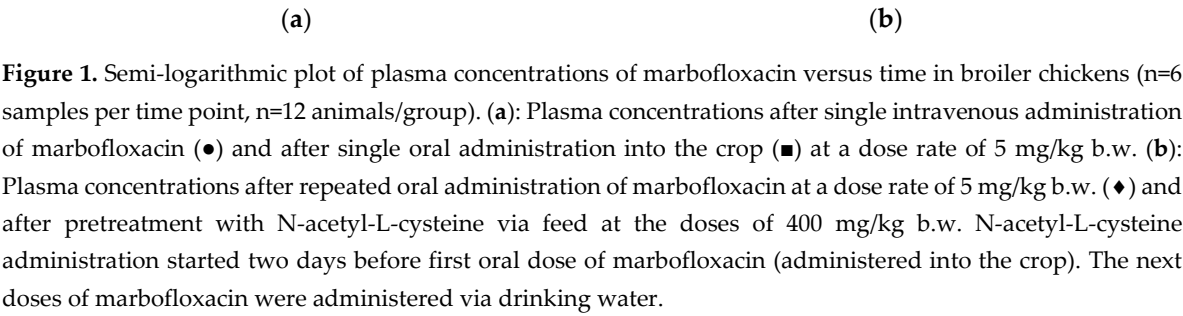 (a) (b)
Figure 1. Semi-logarithmic plot of plasma concentrations of marbofloxacin versus time in broiler chickens (n=6
samples per time point, n=12 animals/group). (a): Plasma concentrations after single intravenous administration
of marbofloxacin (●) and after single oral administration into the crop (■) at a dose rate of 5 mg/kg b.w. (b):
Plasma concentrations after repeated oral administration of marbofloxacin at a dose rate of 5 mg/kg b.w. (♦) and
after pretreatment with N-acetyl-L-cysteine via feed at the doses of 400 mg/kg b.w. N-acetyl-L-cysteine
administration started two days before first oral dose of marbofloxacin (administered into the crop). The next
doses of marbofloxacin were administered via drinking water.